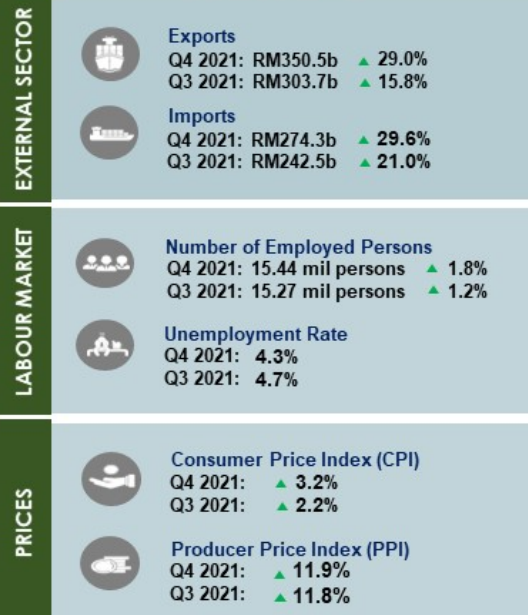 EXTERNAL SECTOR
Exports
Q4 2021: RM350.5b ▲ 29.0%
Q3 2021: RM303.7b ▲ 15.8%
Imports
Q4 2021: RM274.3b ▲ 29.6%
Q3 2021: RM242.5b ▲ 21.0%
LABOUR MARKET
Number of Employed Persons
Q4 2021: 15.44 mil persons ▲ 1.8%
Q3 2021: 15.27 mil persons ▲ 1.2%
Unemployment Rate
Q4 2021: 4.3%
Q3 2021: 4.7%
PRICES
Consumer Price Index (CPI)
Q4 2021: ▲ 3.2%
Q3 2021: ▲ 2.2%
Producer Price Index (PPI)
Q4 2021: ▲ 11.9%
Q3 2021: ▲ 11.8%